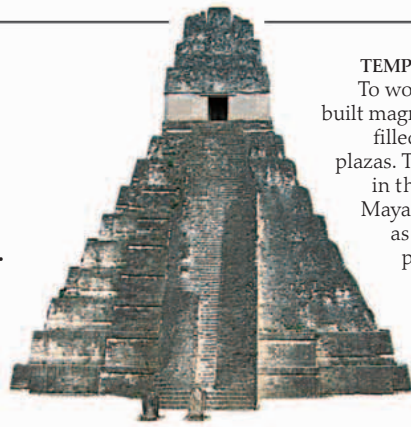 TEMP
To wo
built magn
filled
plazas. T
in th
Maya
as
p
.